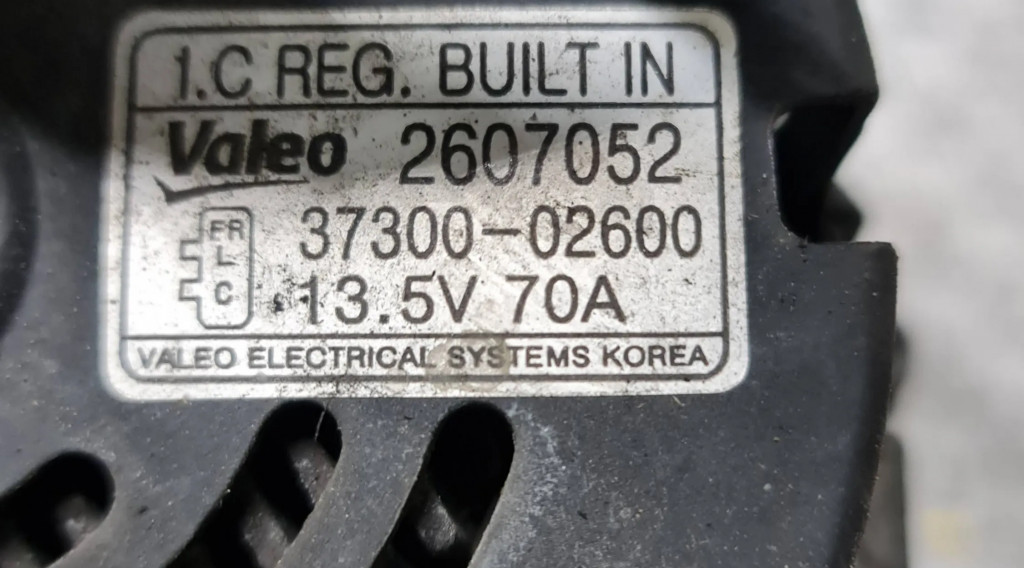 I.C REG. BUILT IN
Valeo 2607052
FR 37300-02600
L
C 13.5V 70A
VALEO ELECTRICAL SYSTEMS KOREA